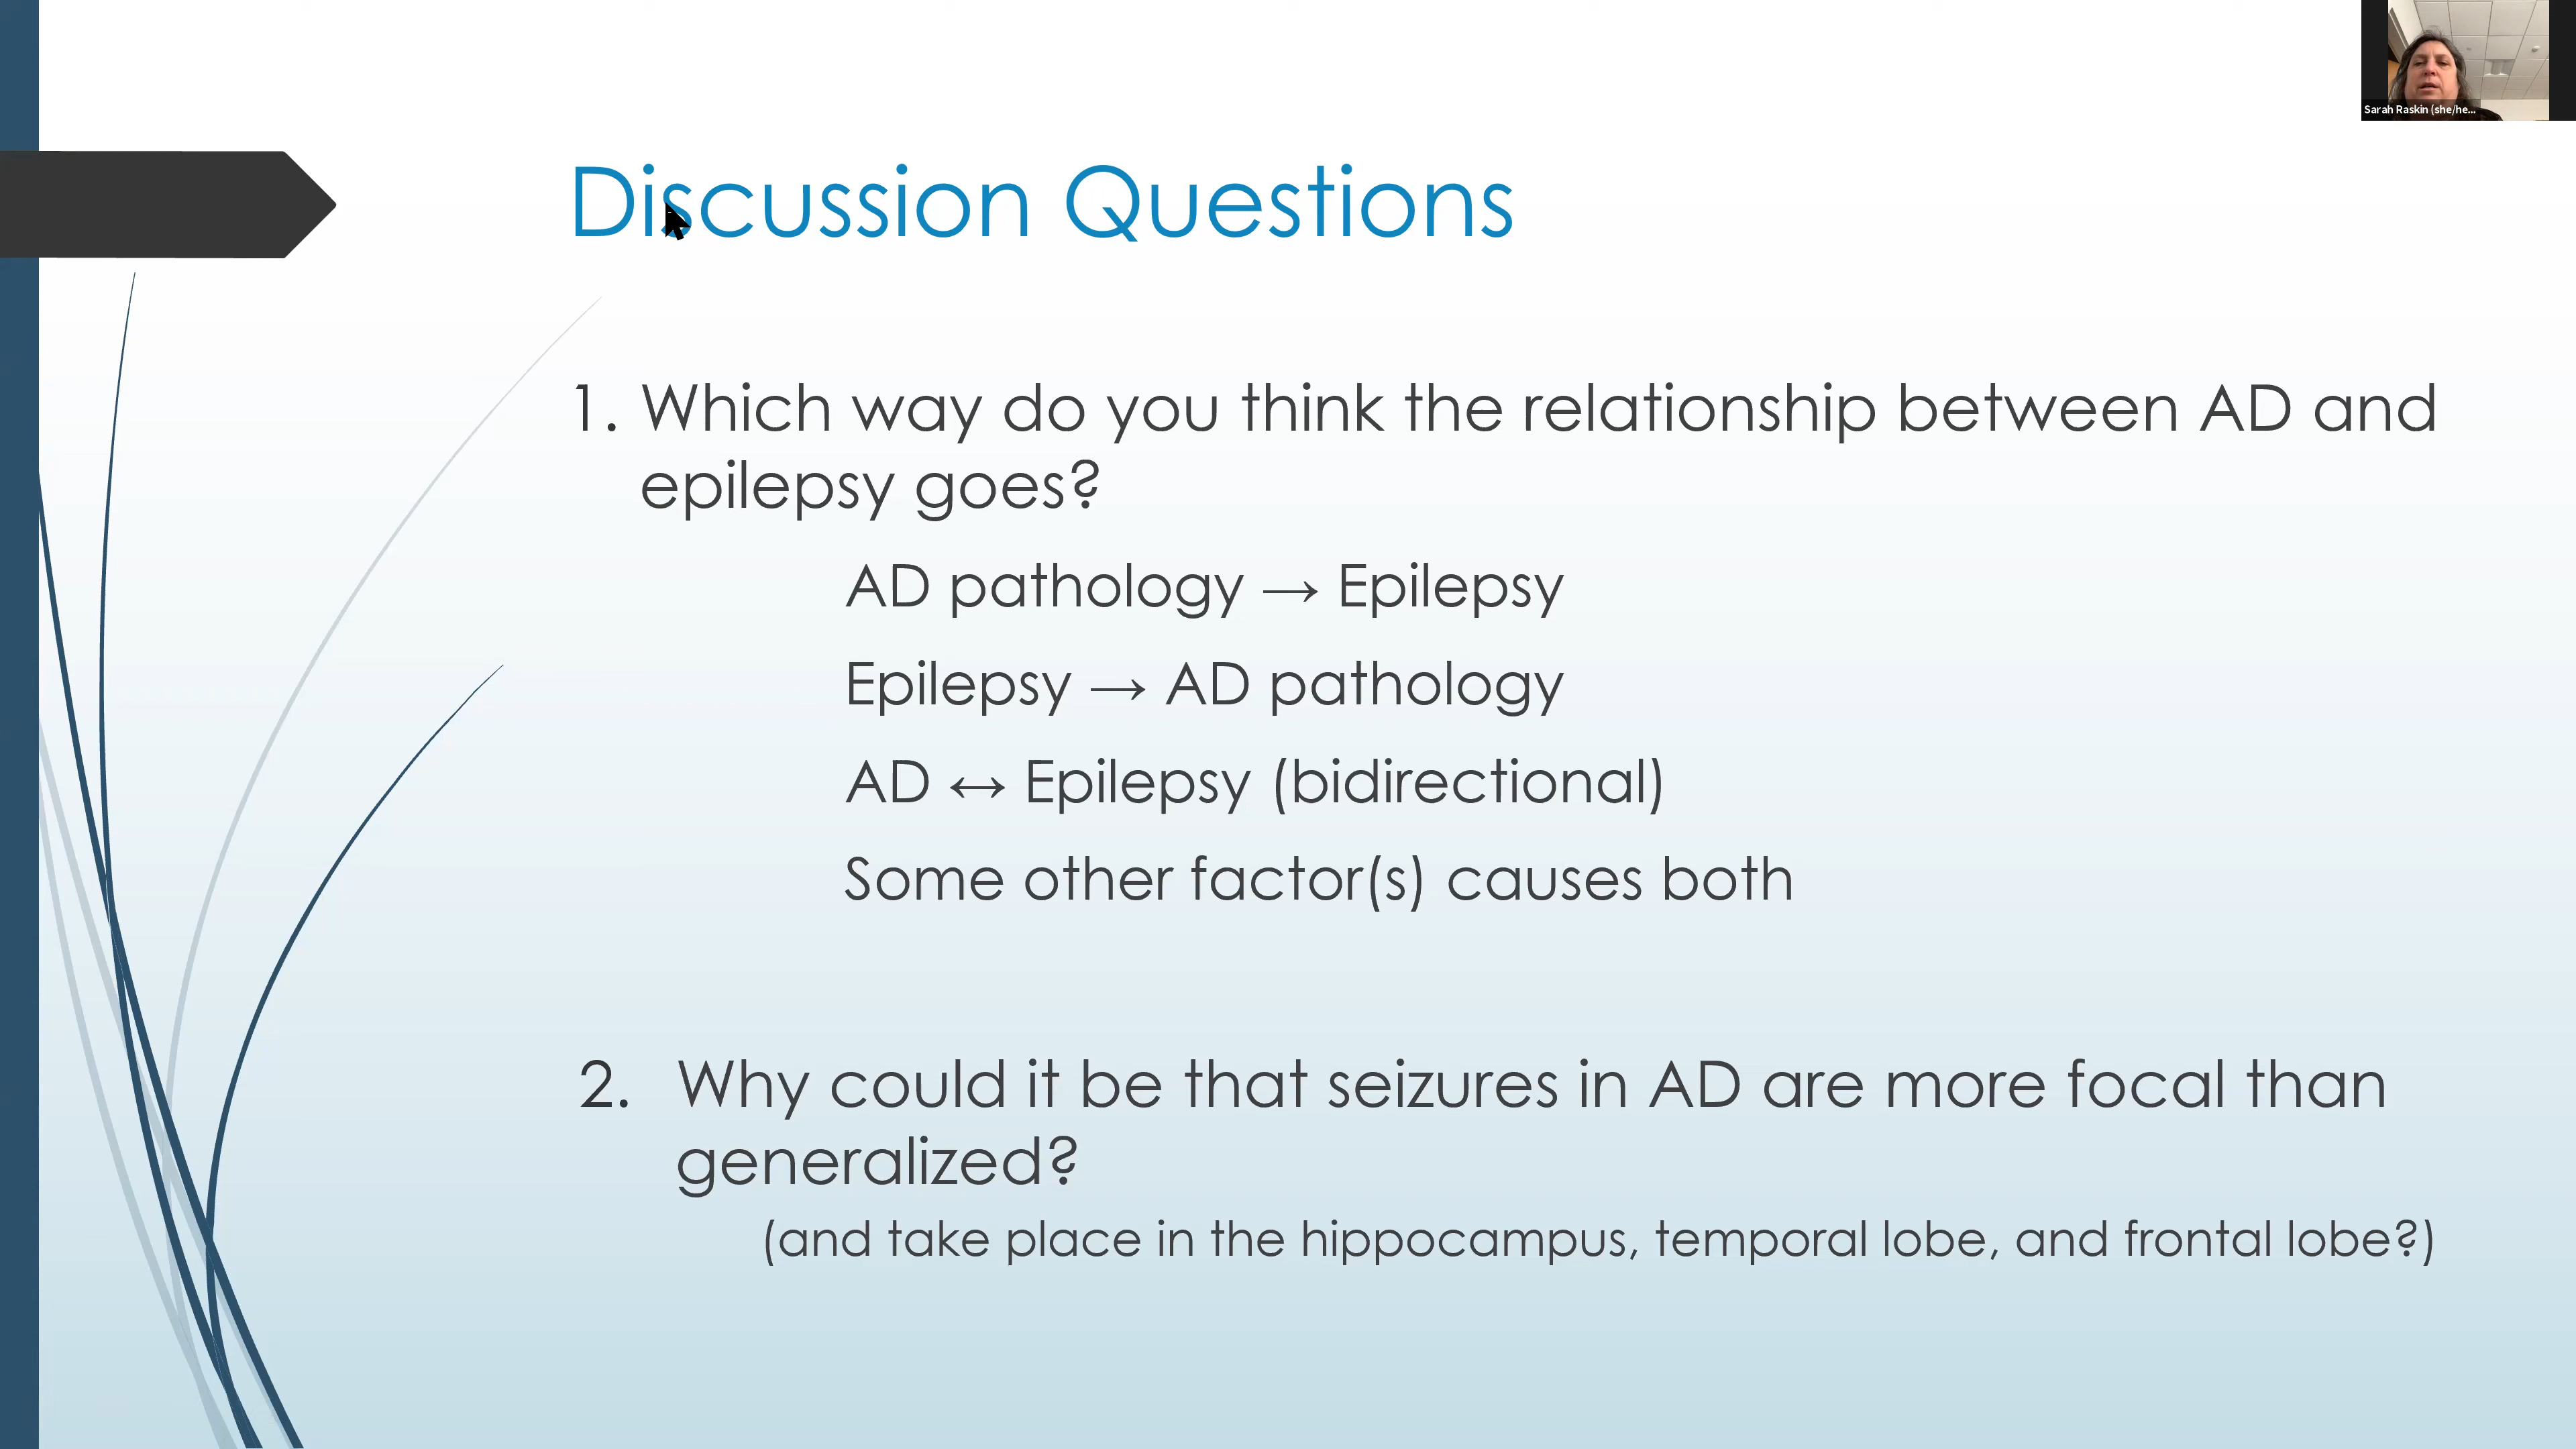 Sarah Raskin (she/he...
Discussion Questions
1. Which way do you think the relationship between AD and
epilepsy goes?
AD pathology → Epilepsy
Epilepsy → AD pathology
AD ↔ Epilepsy (bidirectional)
Some other factor(s) causes both
2. Why could it be that seizures in AD are more focal than
generalized?
(and take place in the hippocampus, temporal lobe, and frontal lobe?)